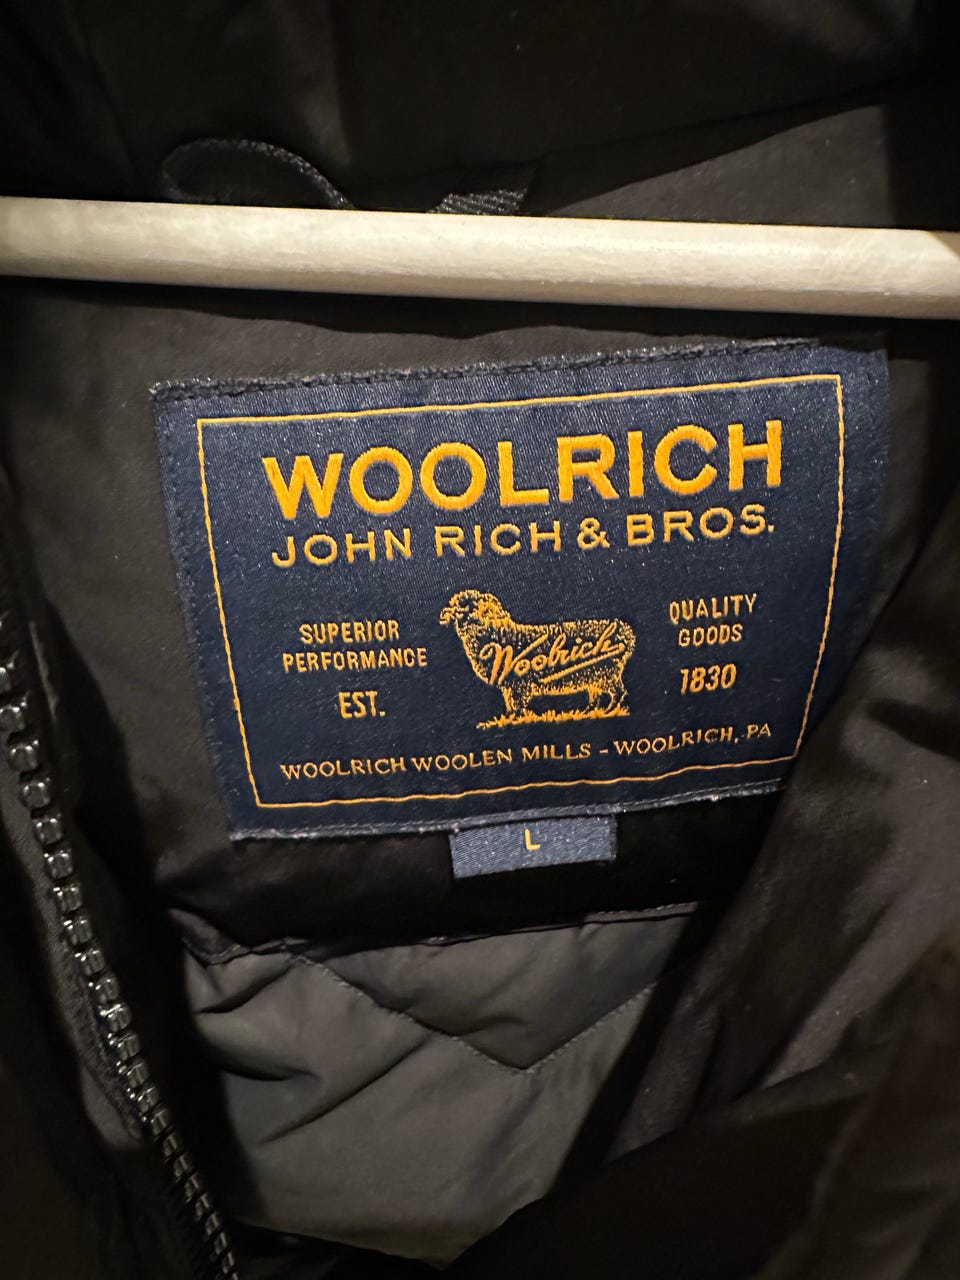 WOOLRICH
JOHN RICH & BROS.
SUPERIOR
PERFORMANCE
EST.
Woolrich
QUALITY
GOODS
1830
WOOLRICH WOOLEN MILLS - WOOLRICH, PA
L